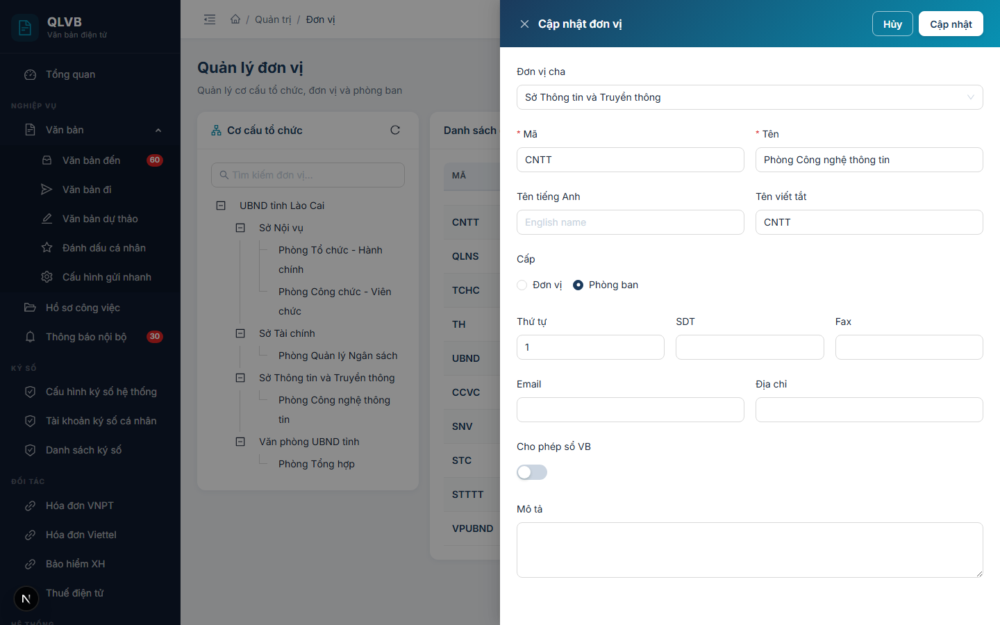 QLVB
Văn bản điện tử
Tổng quan
NGHIỆP VỤ
Văn bản
Văn bản đến 60
Văn bản đi
Văn bản dự thảo
Đánh dấu cá nhân
Cấu hình gửi nhanh
Hồ sơ công việc
Thông báo nội bộ 30
KÝ SỐ
Cấu hình ký số hệ thống
Tài khoản ký số cá nhân
Danh sách ký số
ĐỐI TÁC
Hóa đơn VNPT
Hóa đơn Viettel
Bảo hiểm XH
Thuế điện tử
HỆ THỐNG
/ Quản trị / Đơn vị
Quản lý đơn vị
Quản lý cơ cấu tổ chức, đơn vị và phòng ban
Cơ cấu tổ chức
Tìm kiếm đơn vị...
UBND tỉnh Lào Cai
Sở Nội vụ
Phòng Tổ chức - Hành
chính
Phòng Công chức - Viên
chức
Sở Tài chính
Phòng Quản lý Ngân sách
Sở Thông tin và Truyền thông
Phòng Công nghệ thông
tin
Văn phòng UBND tỉnh
Phòng Tổng hợp
Danh sách
MÃ
CNTT
QLNS
TCHC
TH
UBND
CCVC
SNV
STC
STTTT
VPUBND
Cập nhật đơn vị
Hủy
Cập nhật
Đơn vị cha
Sở Thông tin và Truyền thông
* Mã
* Tên
CNTT
Phòng Công nghệ thông tin
Tên tiếng Anh
Tên viết tắt
English name
CNTT
Cấp
Đơn vị
Phòng ban
Thứ tự
SDT
Fax
1
Email
Địa chỉ
Cho phép sổ VB
Mô tả